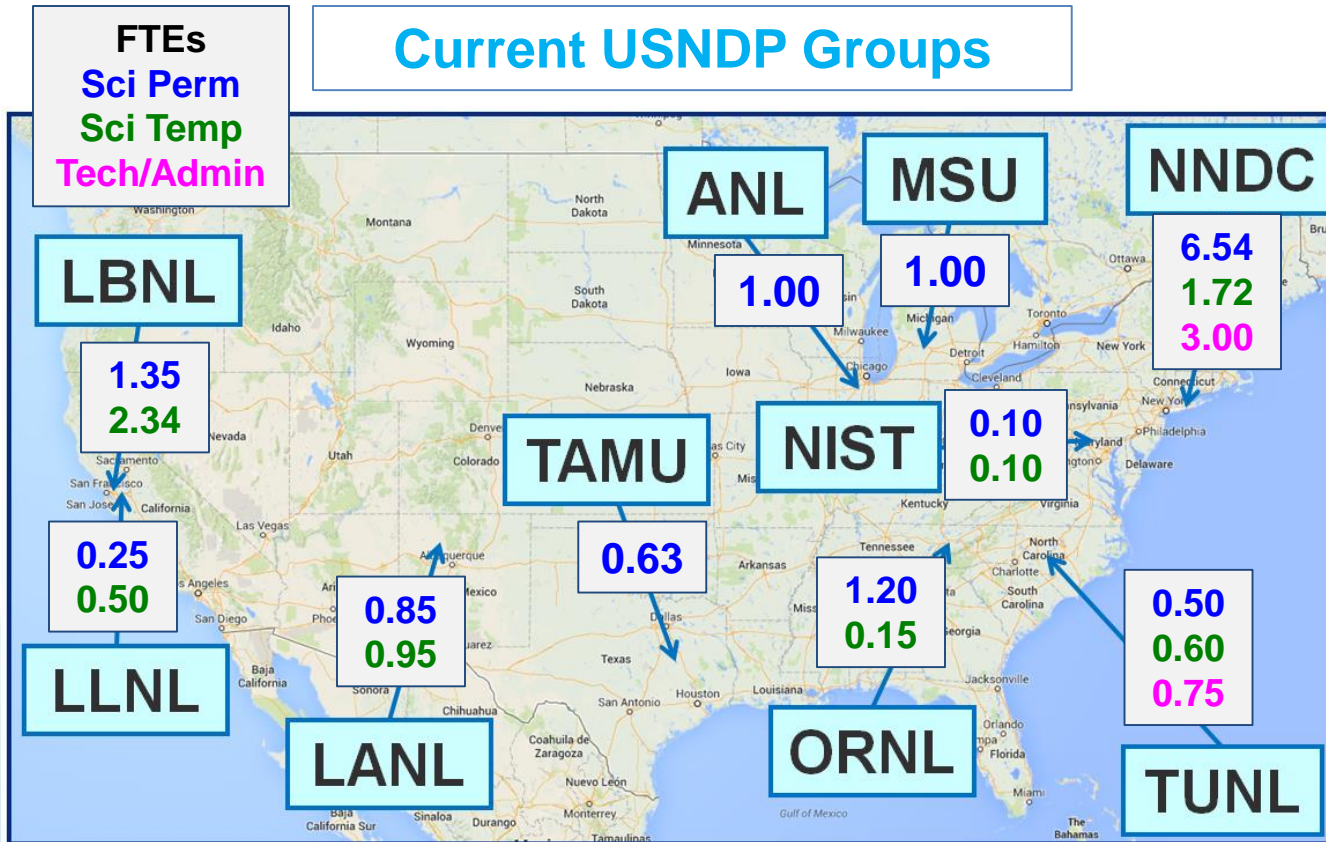 FTEs
Sci Perm
Sci Temp
Tech/Admin
Current USNDP Groups
ANL
1.00
MSU
1.00
NNDC
6.54
1.72
3.00
LBNL
1.35
2.34
TAMU
0.63
NIST
0.10
0.10
0.25
0.50
LLNL
0.85
0.95
LANL
1.20
0.15
ORNL
0.50
0.60
0.75
TUNL
Washington
Montana
North
Dakota
Minnesota
South
Dakota
Idaho
Wyoming
Nebraska
Iowa
Milwaukee
Chicago
Michigan
Detroit
Toronto
Hamilton
Ottawa
New York
Cleveland
Connecticut
Philadelphia
Delaware
Nevada
Utah
Colorado
Sacramento
San Jose
California
Las Vegas
San Diego
Baja
California
Sonora
Chihuahua
Kentucky
Virginia
Tennessee
North
Carolina
Charlotte
South
Carolina
Arkansas
Dallas
Texas
San Antonio
Houston
Louisiana
Jacksonville
Orlando
Florida
Miami
Gulf of Mexico
The
Bahamas
Coahuila de
Zaragoza
Nuevo León
Monterrey
Tamaulipas
Durango
Sinaloa
Baja
California Sur